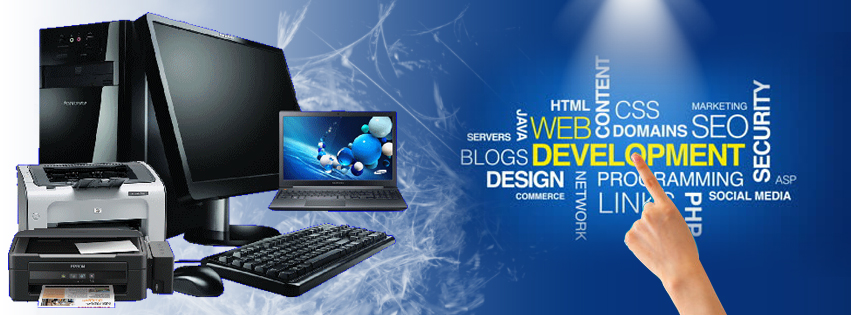 HTML
JAVA
CONTENT
CSS
MARKETING
SECURITY
SERVERS
WEB
DOMAINS
SEO
BLOGS
DEVELOPMENT
DESIGN
NETWORK
PROGRAMMING
ASP
COMMERCE
LINKS
PHP
SOCIAL MEDIA
hp
EPSON